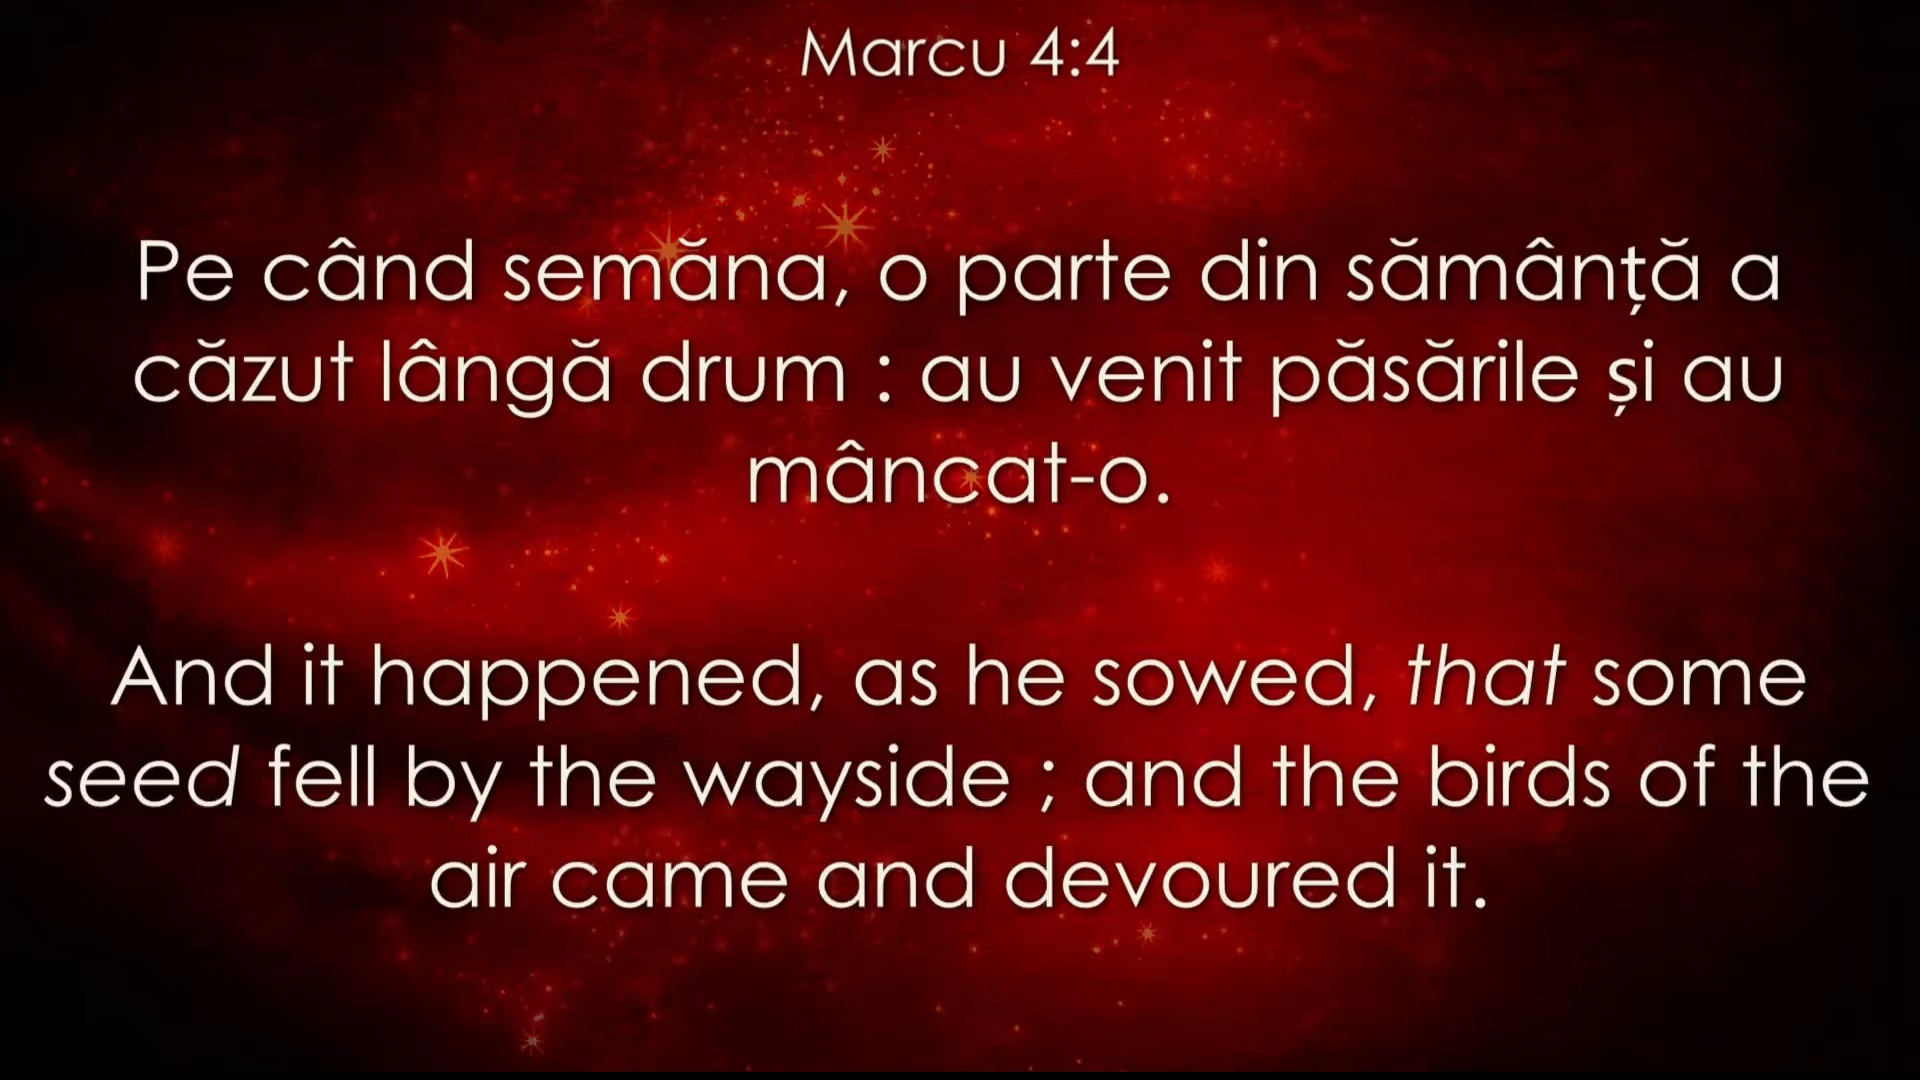 Marcu 4:4
Pe când semăna, o parte din sămânță a
căzut lângă drum : au venit păsările și au
mâncat-o.
And it happened, as he sowed, that some
seed fell by the wayside ; and the birds of the
air came and devoured it.